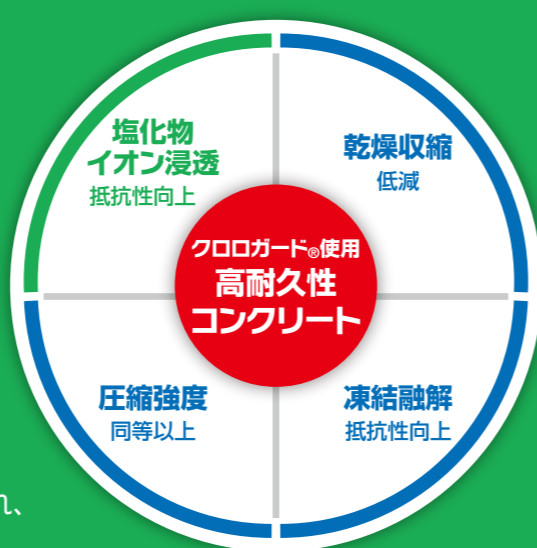 塩化物
イオン浸透
抵抗性向上
乾燥収縮
低減
クロロガード®使用
高耐久性
コンクリート
圧縮強度
同等以上
凍結融解
抵抗性向上
れ、